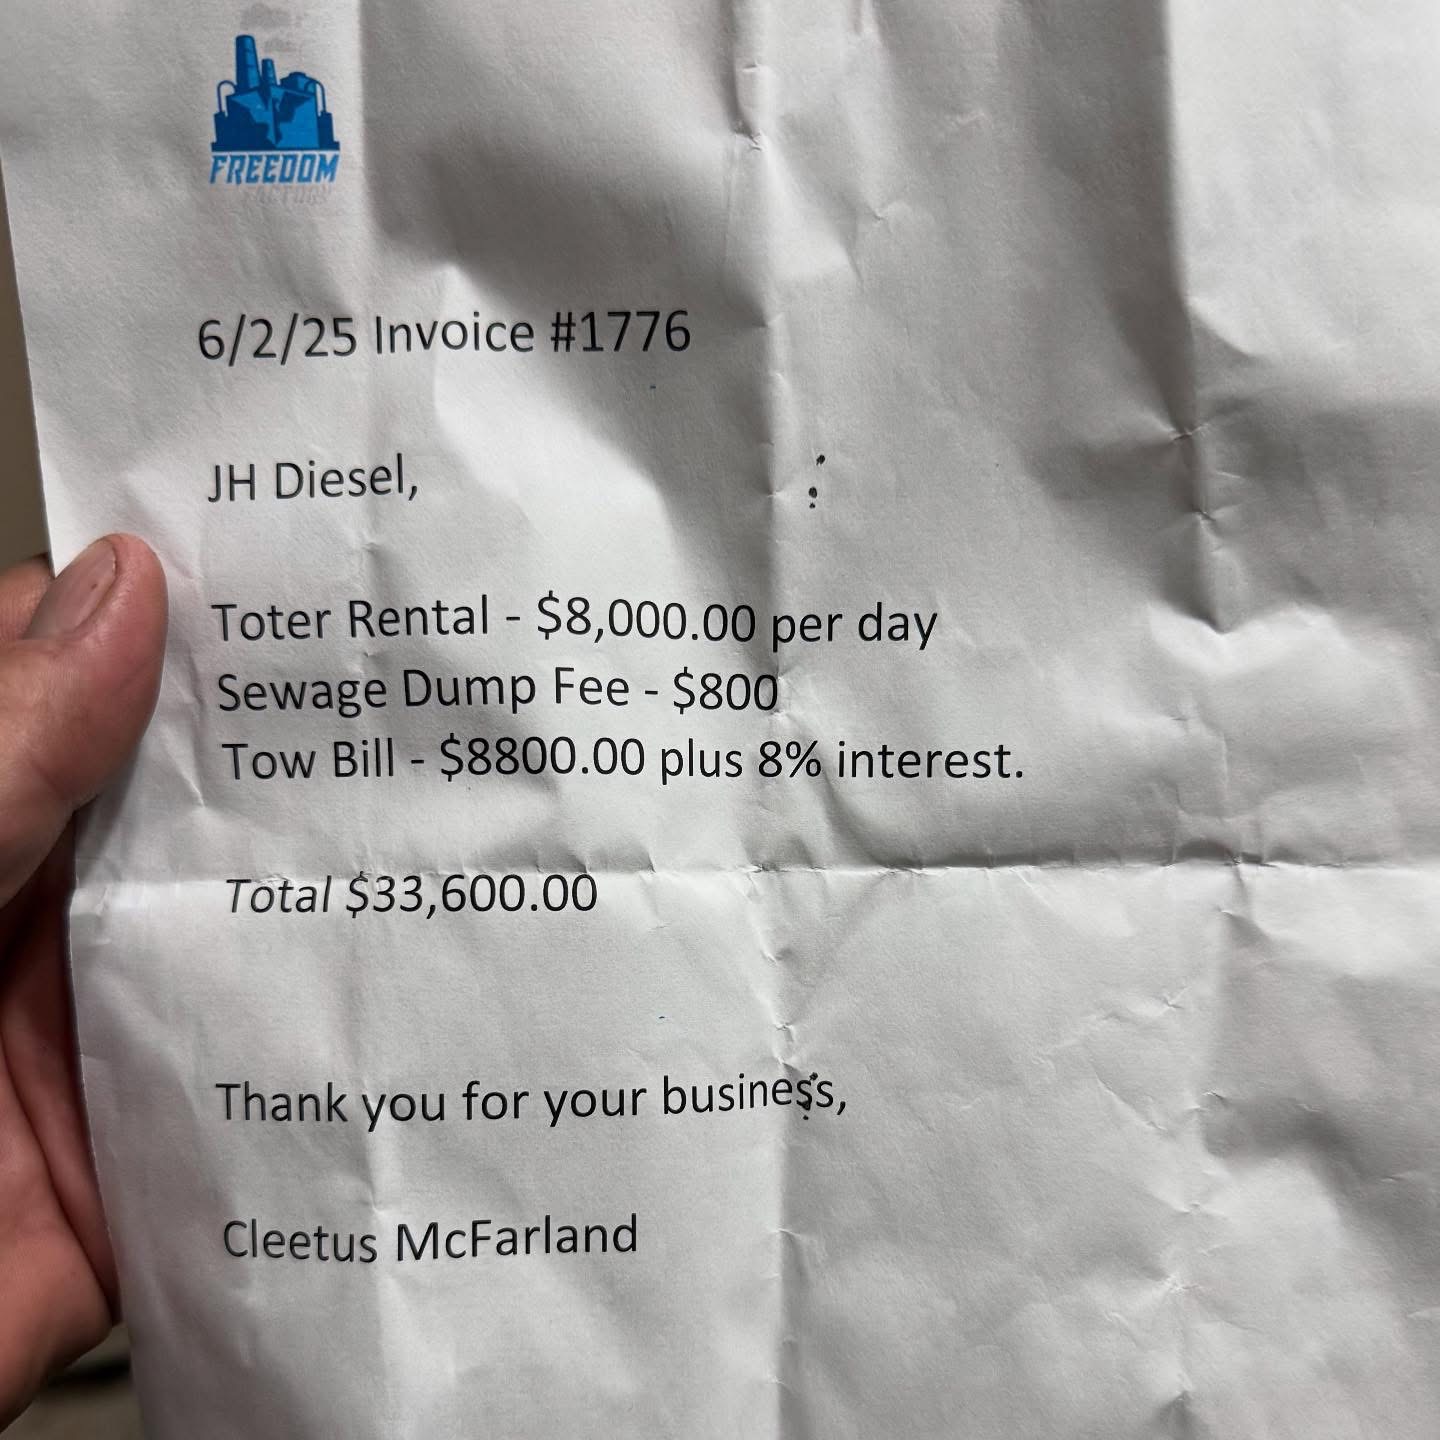 FREEDOM
FACTORY
6/2/25 Invoice #1776
JH Diesel,
Toter Rental - $8,000.00 per day
Sewage Dump Fee - $800
Tow Bill - $8800.00 plus 8% interest.
Total $33,600.00
Thank you for your business,
Cleetus McFarland